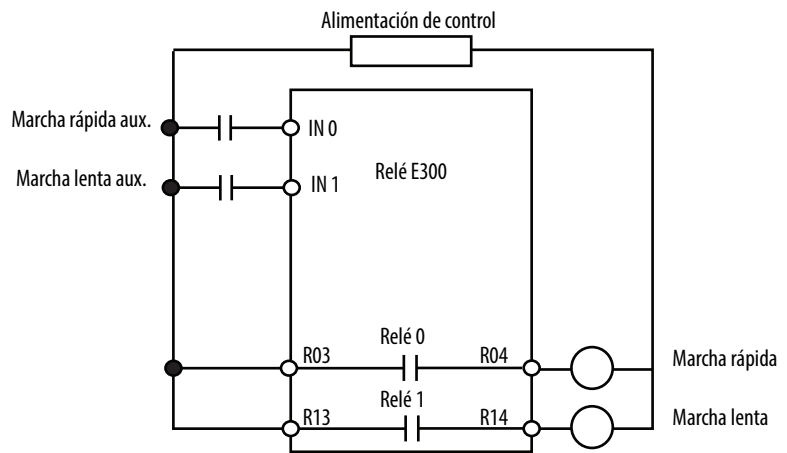 Alimentación de control
Marcha rápida aux.
IN 0
Marcha lenta aux.
IN 1
Relé E300
Relé 0
R03
R04
Marcha rápida
Relé 1
R13
R14
Marcha lenta